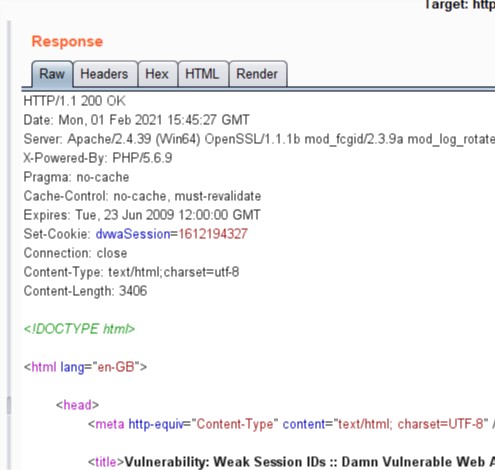 Target: http
Response
Raw Headers Hex HTML Render
HTTP/1.1 200 OK
Date: Mon, 01 Feb 2021 15:45:27 GMT
Server: Apache/2.4.39 (Win64) OpenSSL/1.1.1b mod_fcgid/2.3.9a mod_log_rotate
X-Powered-By: PHP/5.6.9
Pragma: no-cache
Cache-Control: no-cache, must-revalidate
Expires: Tue, 23 Jun 2009 12:00:00 GMT
Set-Cookie: dvwaSession=1612194327
Connection: close
Content-Type: text/html;charset=utf-8
Content-Length: 3406
<!DOCTYPE html>
<html lang="en-GB">
<head>
<meta http-equiv="Content-Type" content="text/html; charset=UTF-8" /
<title>Vulnerability: Weak Session IDs :: Damn Vulnerable Web A